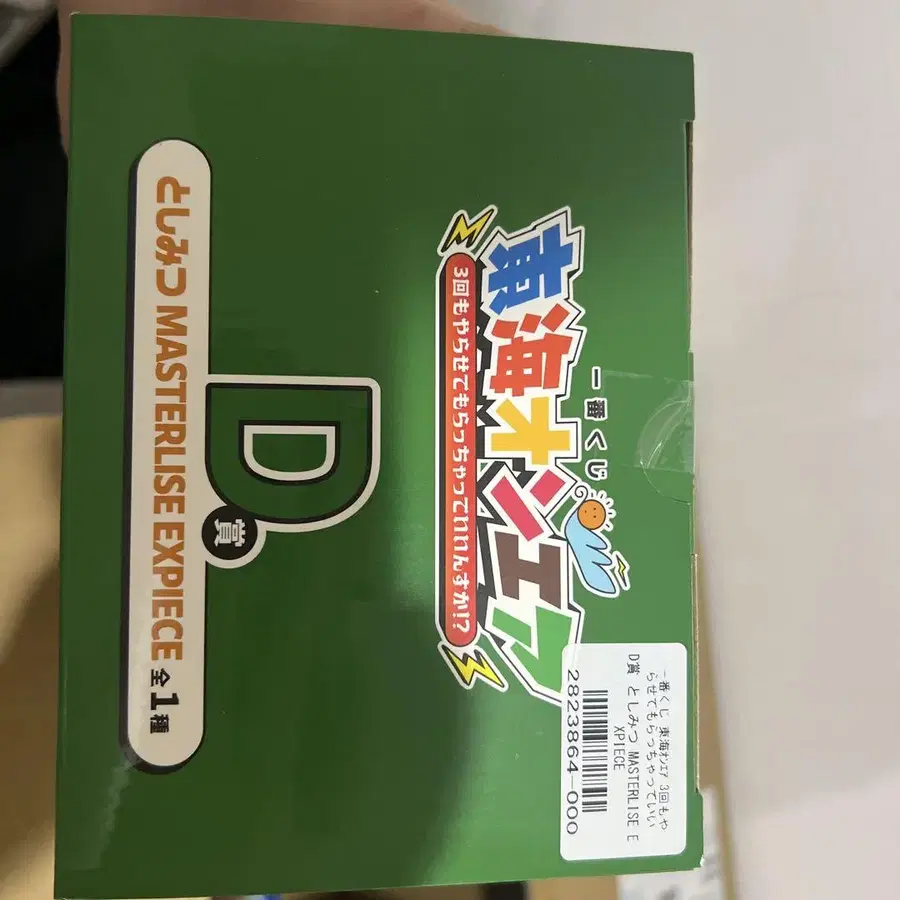 一番くじ
東海オンエア
3回もやらせてもらっちゃっていいんすか!?
D賞
としみつ MASTERLISE EXPIECE 全1種
一番くじ 東海ｵﾝｴｱ 3回もや
らせてもらっちゃっていい
D賞 としみつ MASTERLISE E
XPIECE
2823864-000